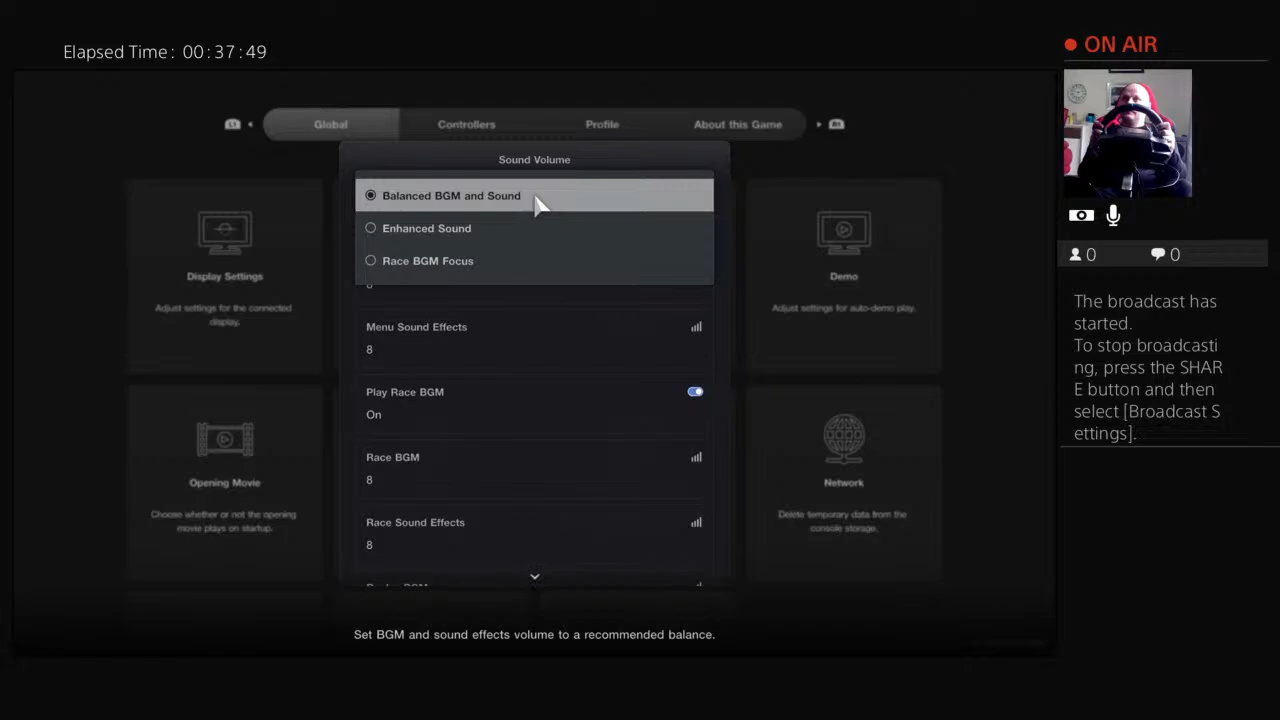 Elapsed Time: 00:37:49
ON AIR
L1
Global
Controllers
Profile
About this Game
R1
Sound Volume
Balanced BGM and Sound
Enhanced Sound
Race BGM Focus
8
Menu Sound Effects
8
Play Race BGM
On
Race BGM
8
Race Sound Effects
8
Display Settings
Adjust settings for the connected
display.
Demo
Adjust settings for auto-demo play.
Opening Movie
Choose whether or not the opening
movie plays on startup.
Network
Delete temporary data from the
console storage.
Set BGM and sound effects volume to a recommended balance.
0
0
The broadcast has
started.
To stop broadcasti
ng, press the SHAR
E button and then
select [Broadcast S
ettings].